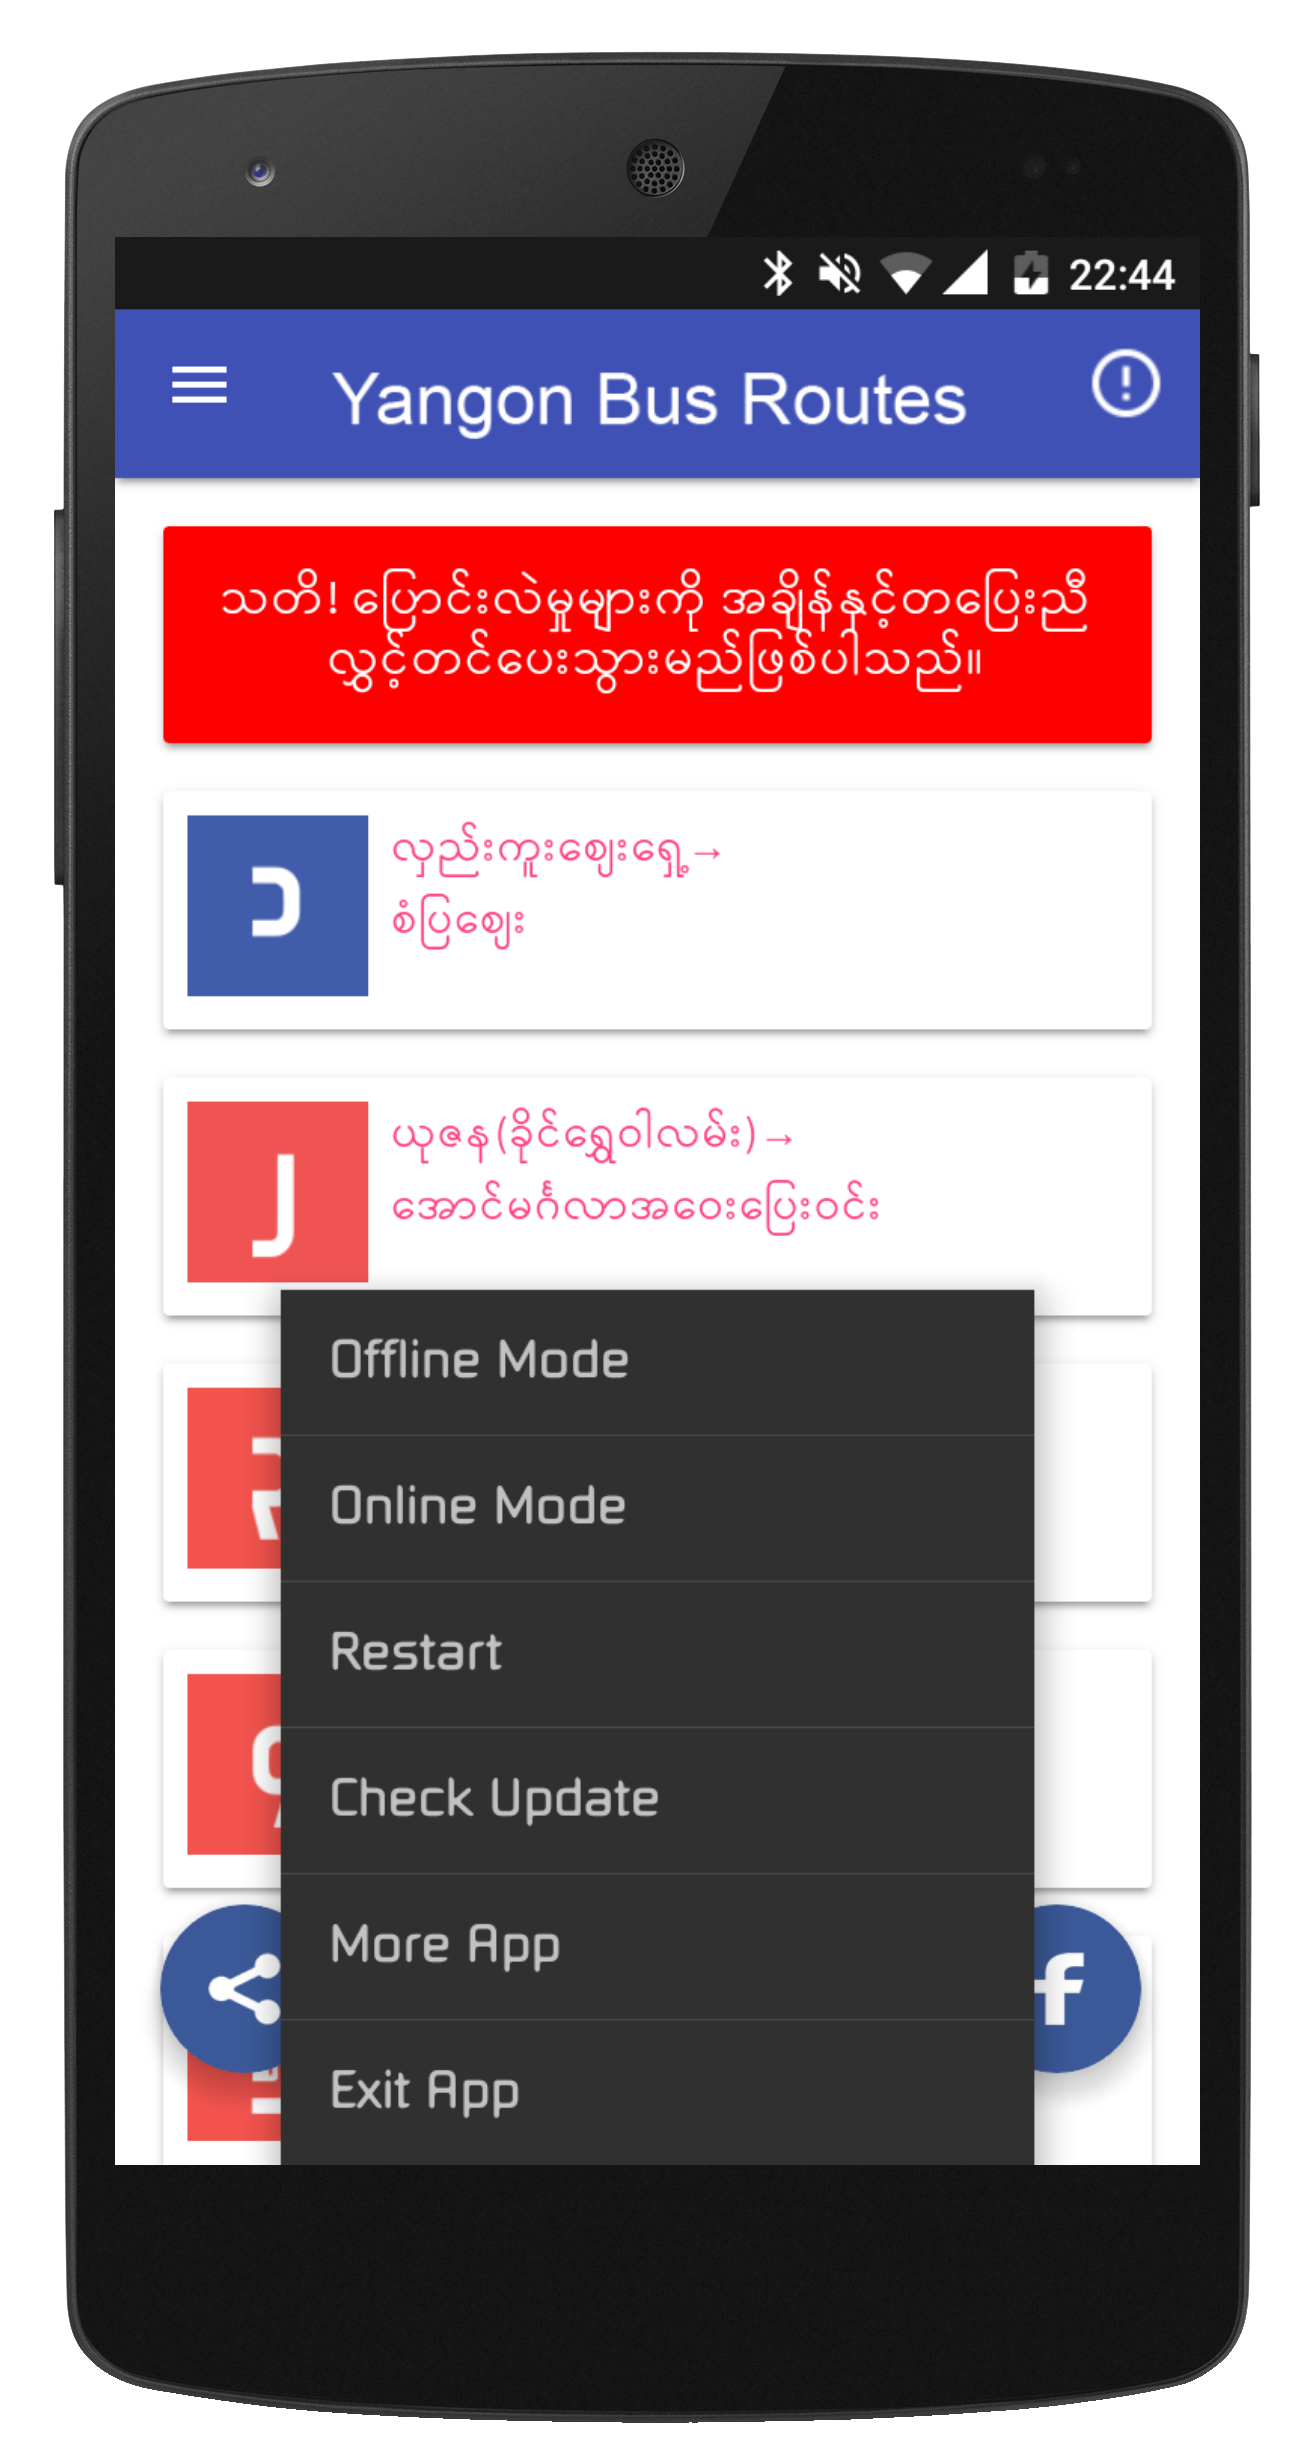 22:44
Yangon Bus Routes
သတိ! ပြောင်းလဲမှုများကို အချိန်နှင့်တပြေးညီ
လွှင့်တင်ပေးသွားမည်ဖြစ်ပါသည်။
၁
လှည်းကူးဈေးရှေ့→
စံပြဈေး
၂
ယုဇန(ခိုင်ရွှေဝါလမ်း)→
အောင်မင်္ဂလာအဝေးပြေးဝင်း
Offline Mode
Online Mode
Restart
Check Update
More App
Exit App
f